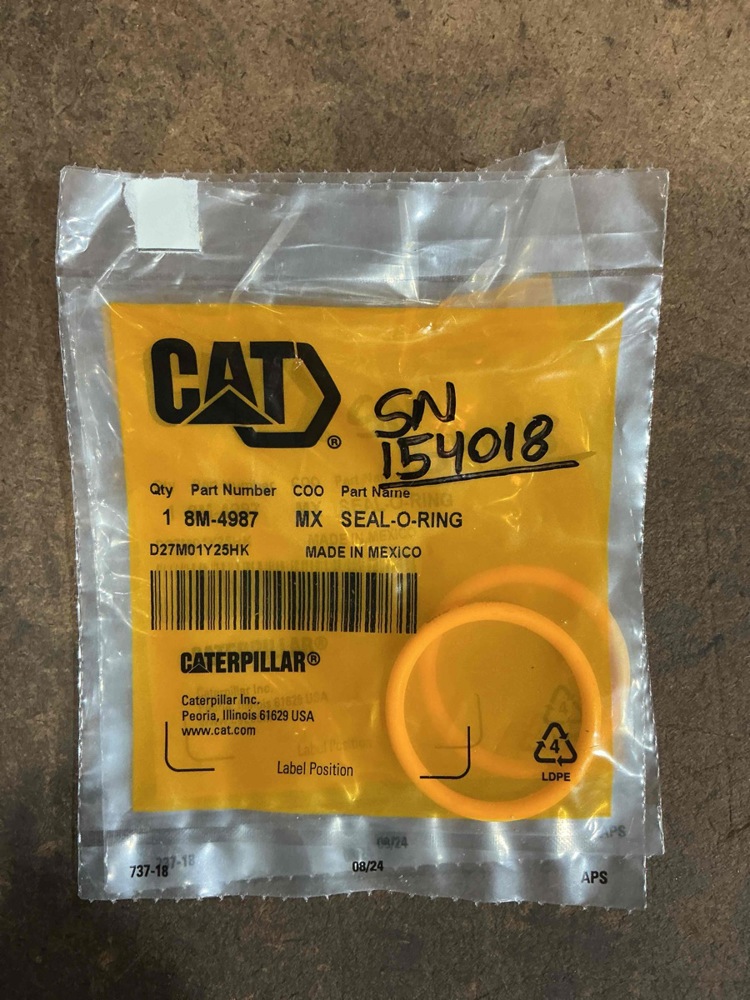 CAT®
SN
154018
Qty Part Number COO Part Name
1 8M-4987 MX SEAL-O-RING
D27M01Y25HK MADE IN MEXICO
CATERPILLAR®
Caterpillar Inc.
Peoria, Illinois 61629 USA
www.cat.com
Label Position
4
LDPE
737-18 08/24 APS